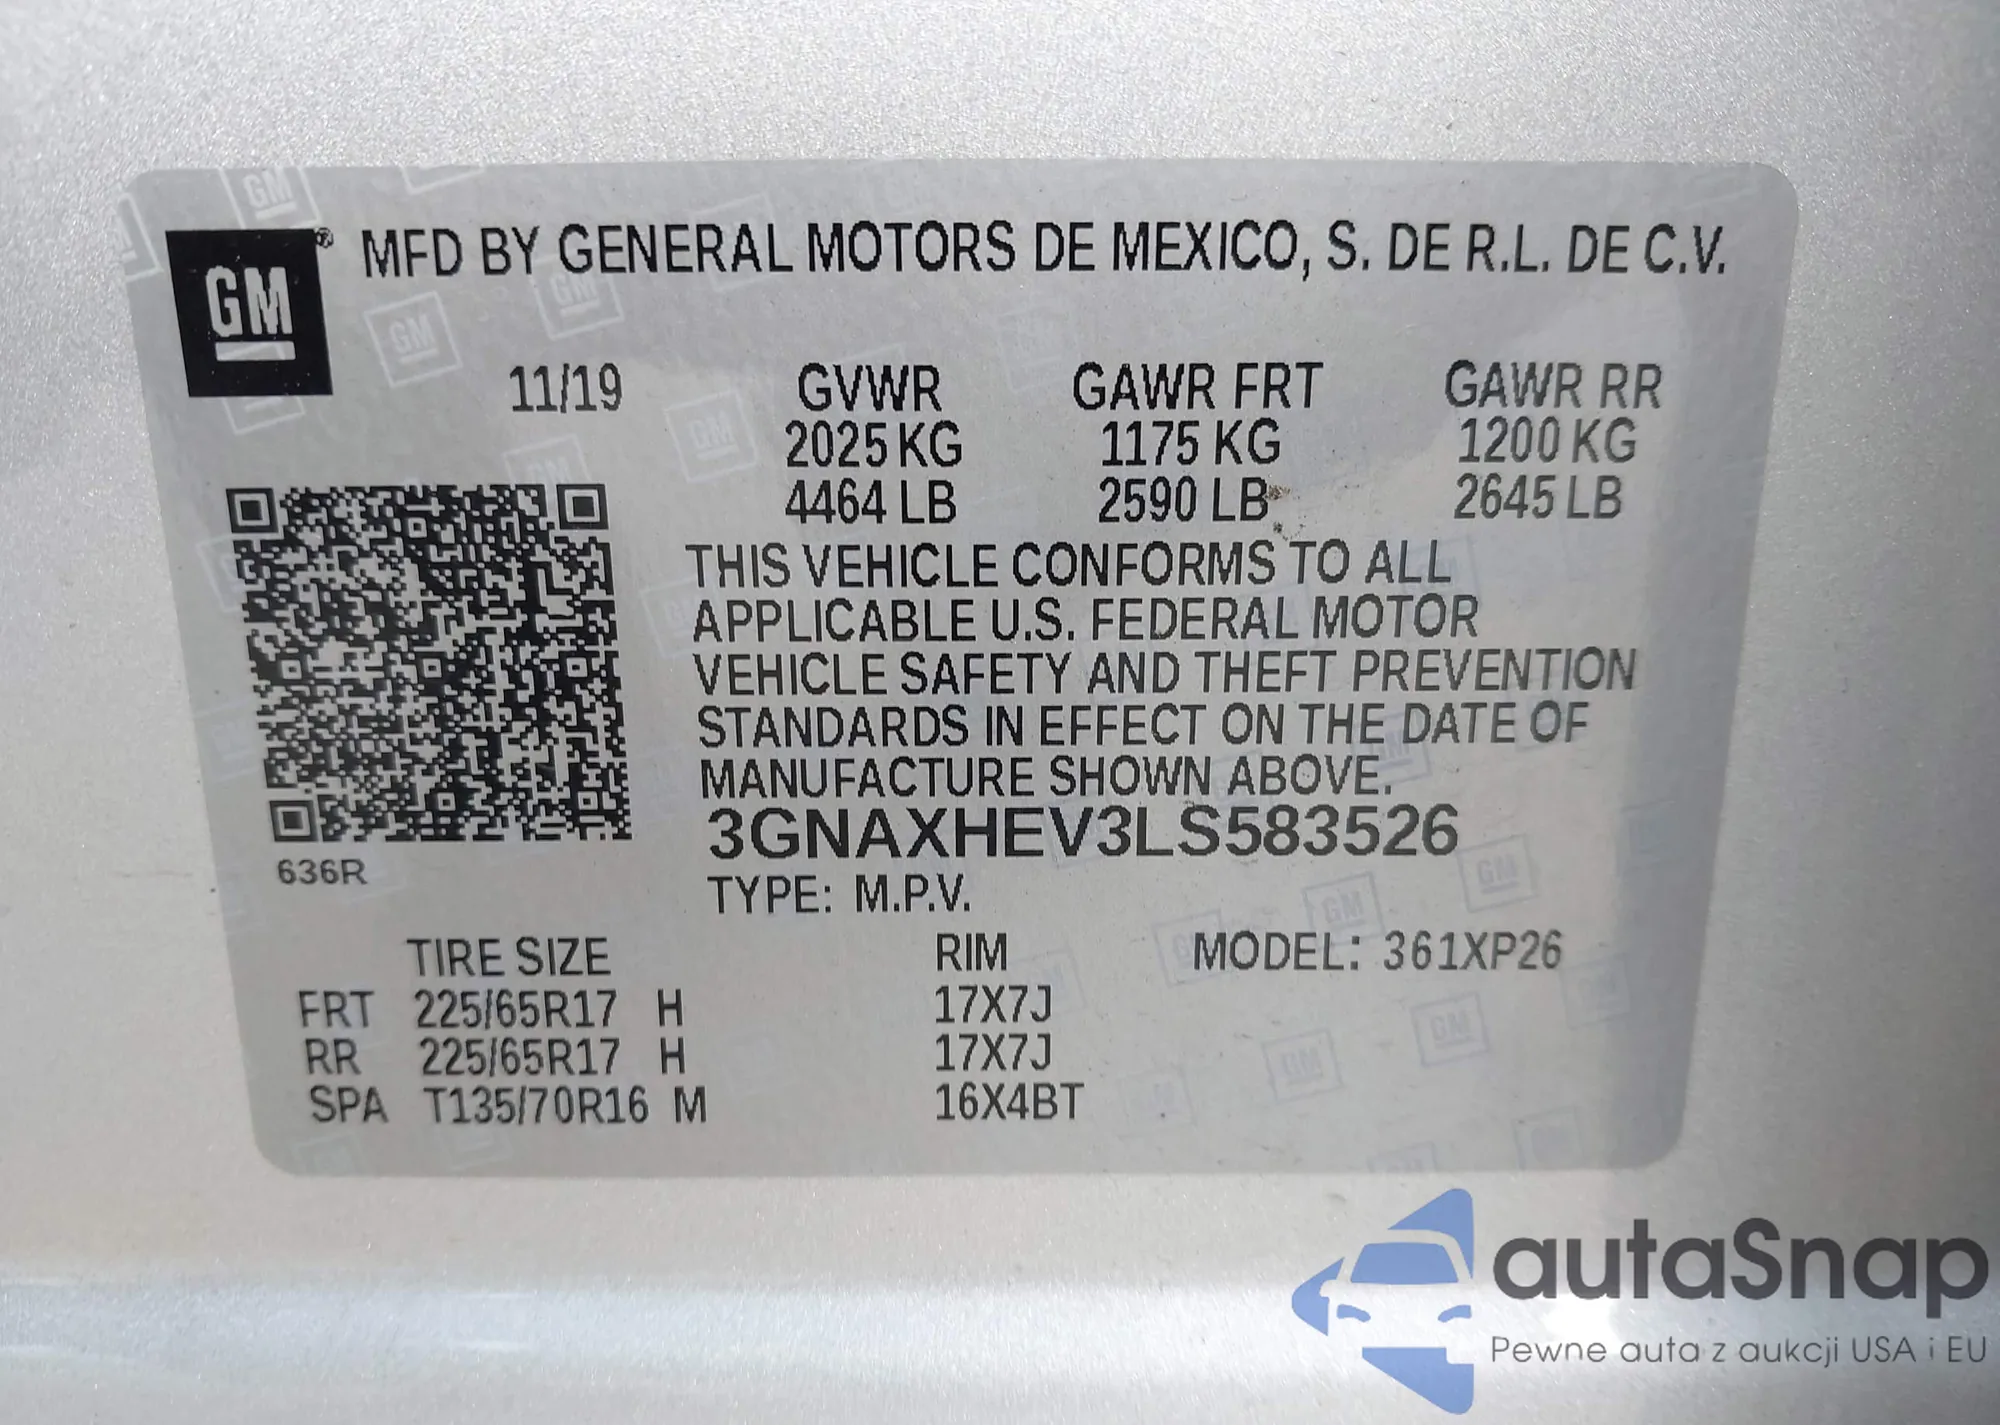 GM®
MFD BY GENERAL MOTORS DE MEXICO, S. DE R.L. DE C.V.
11/19 GVWR GAWR FRT GAWR RR
2025 KG 1175 KG 1200 KG
4464 LB 2590 LB 2645 LB
THIS VEHICLE CONFORMS TO ALL
APPLICABLE U.S. FEDERAL MOTOR
VEHICLE SAFETY AND THEFT PREVENTION
STANDARDS IN EFFECT ON THE DATE OF
MANUFACTURE SHOWN ABOVE.
3GNAXHEV3LS583526
636R
TYPE: M.P.V.
TIRE SIZE RIM MODEL: 361XP26
FRT 225/65R17 H 17X7J
RR 225/65R17 H 17X7J
SPA T135/70R16 M 16X4BT
autaSnap
Pewne auta z aukcji USA i EU